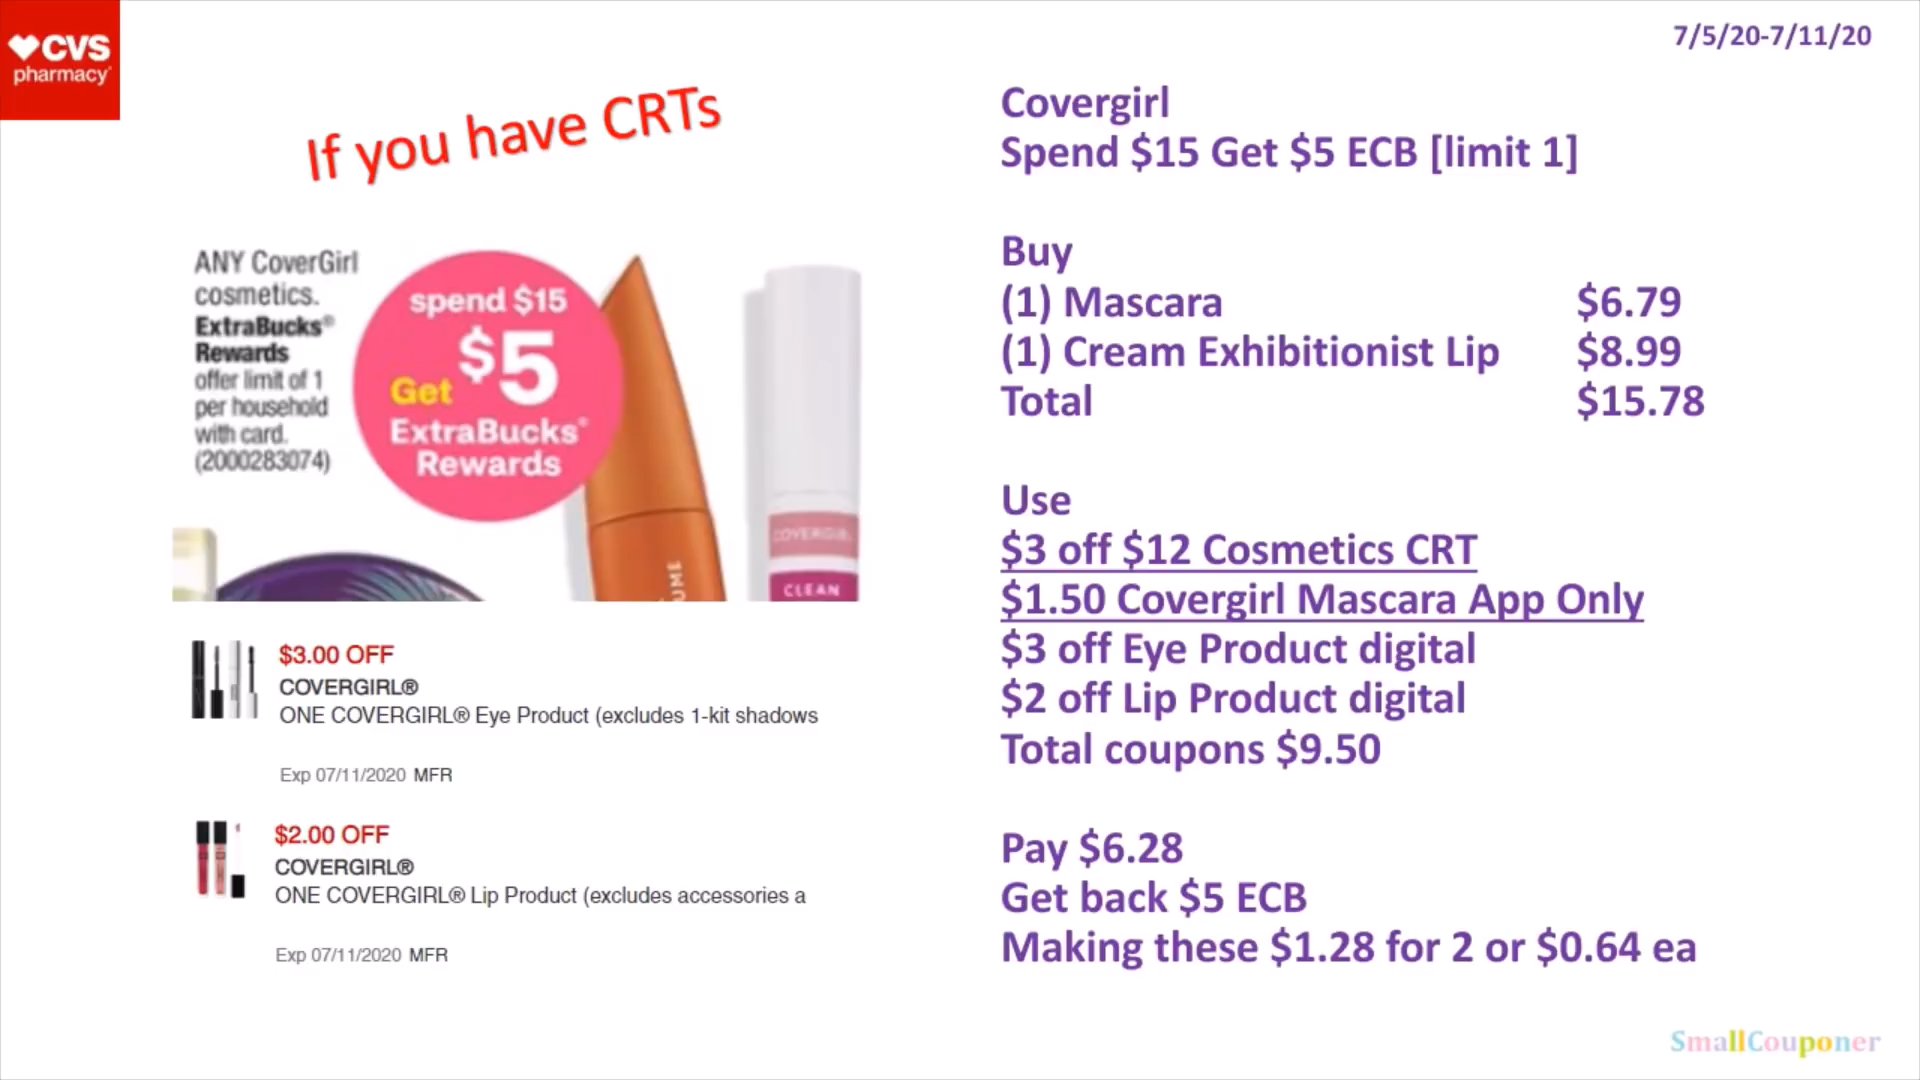 CVS
pharmacy
7/5/20-7/11/20
If you have CRTs
ANY CoverGirl
cosmetics.
ExtraBucks®
Rewards
offer limit of 1
per household
with card.
(2000283074)
spend $15
Get $5
ExtraBucks®
Rewards
COVERGIRL
CLEAN
UME
$3.00 OFF
COVERGIRL®
ONE COVERGIRL® Eye Product (excludes 1-kit shadows
Exp 07/11/2020 MFR
$2.00 OFF
COVERGIRL®
ONE COVERGIRL® Lip Product (excludes accessories a
Exp 07/11/2020 MFR
Covergirl
Spend $15 Get $5 ECB [limit 1]
Buy
(1) Mascara $6.79
(1) Cream Exhibitionist Lip $8.99
Total $15.78
Use
$3 off $12 Cosmetics CRT
$1.50 Covergirl Mascara App Only
$3 off Eye Product digital
$2 off Lip Product digital
Total coupons $9.50
Pay $6.28
Get back $5 ECB
Making these $1.28 for 2 or $0.64 ea
SmallCouponer